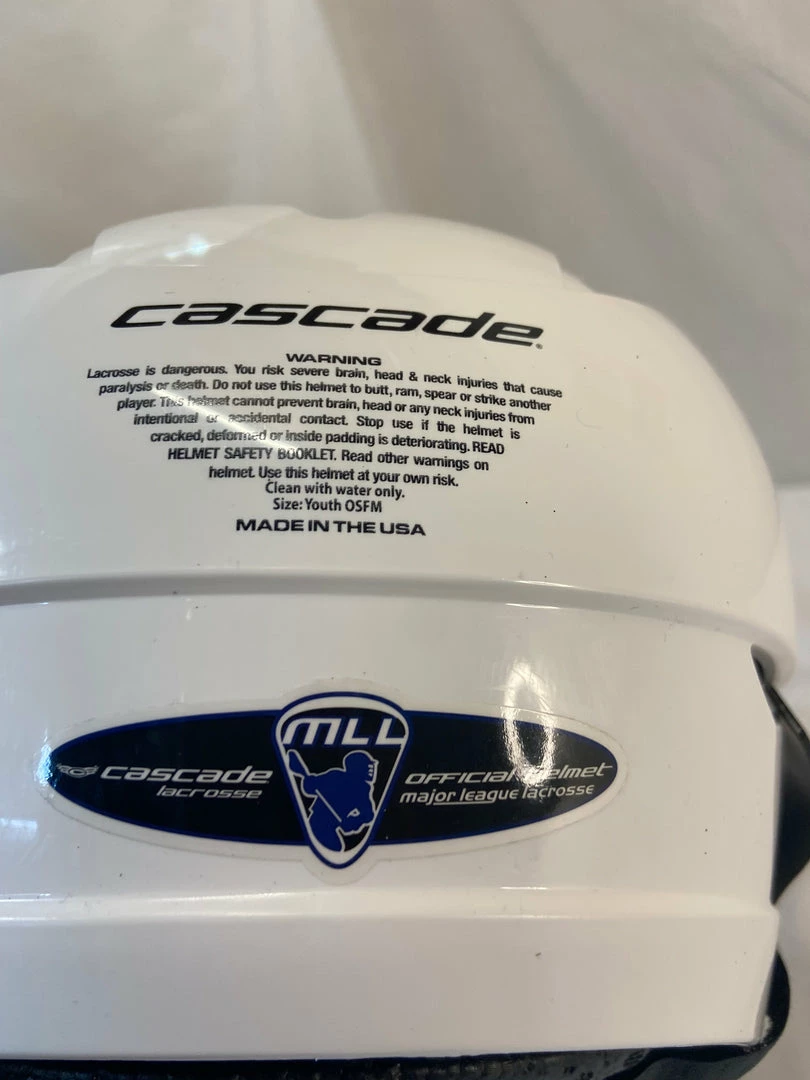 cascade
WARNING
Lacrosse is dangerous. You risk severe brain, head & neck injuries that cause
paralysis or death. Do not use this helmet to butt, ram, spear or strike another
player. This helmet cannot prevent brain, head or any neck injuries from
intentional or accidental contact. Stop use if the helmet is
cracked, deformed or inside padding is deteriorating. READ
HELMET SAFETY BOOKLET. Read other warnings on
helmet. Use this helmet at your own risk.
Clean with water only.
Size: Youth OSFM
MADE IN THE USA
MLL
cascade
lacrosse
OFFICIAL Helmet
major league lacrosse